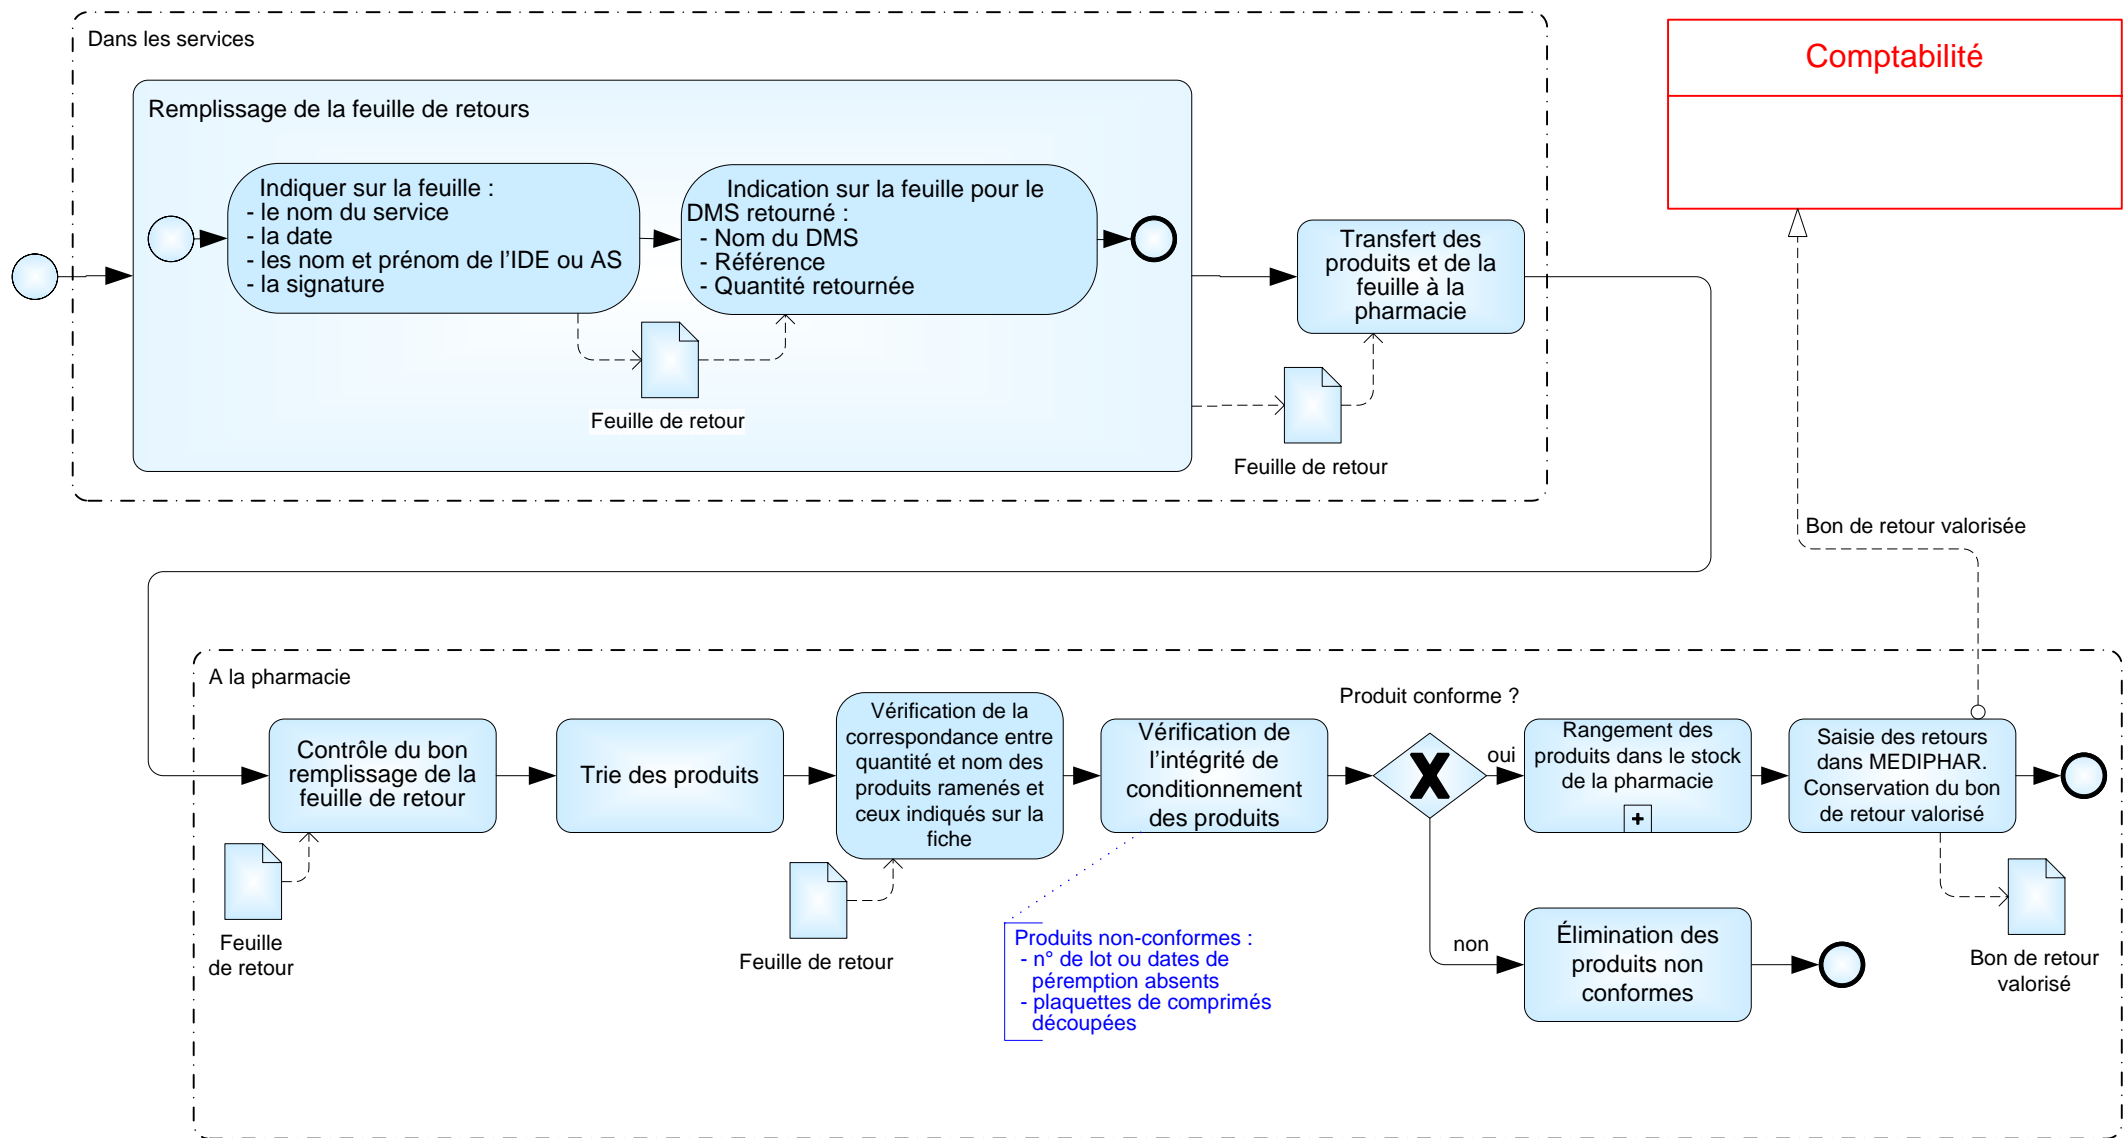 Dans les services
Comptabilité
Remplissage de la feuille de retours
Indiquer sur la feuille :
- le nom du service
- la date
- les nom et prénom de l'IDE ou AS
- la signature
Indication sur la feuille pour le
DMS retourné :
- Nom du DMS
- Référence
- Quantité retournée
Transfert des
produits et de la
feuille à la
pharmacie
Feuille de retour
Feuille de retour
Bon de retour valorisée
A la pharmacie
Contrôle du bon
remplissage de la
feuille de retour
Trie des produits
Vérification de la
correspondance entre
quantité et nom des
produits ramenés et
ceux indiqués sur la
fiche
Vérification de
l'intégrité de
conditionnement
des produits
Produit conforme ?
X
oui
Rangement des
produits dans le stock
de la pharmacie
+
Saisie des retours
dans MEDIPHAR.
Conservation du bon
de retour valorisé
Feuille
de retour
Feuille de retour
Produits non-conformes :
- n° de lot ou dates de
péremption absents
- plaquettes de comprimés
découpées
non
Élimination des
produits non
conformes
Bon de retour
valorisé